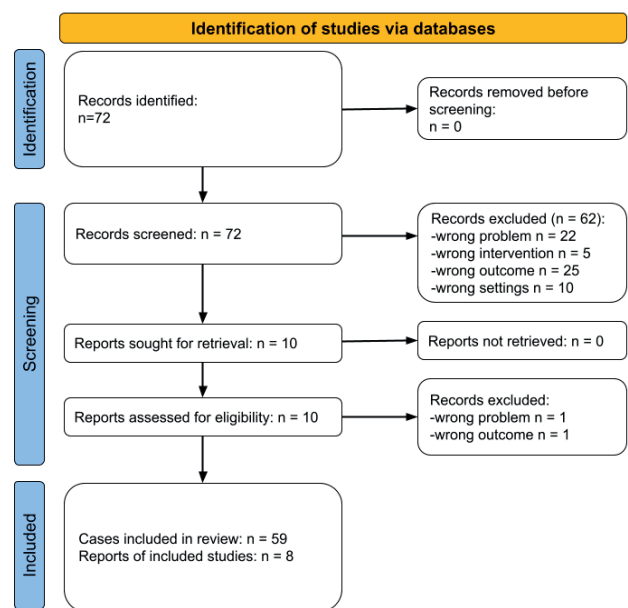 Identification of studies via databases
Identification
Records identified:
n=72
Records removed before
screening:
n = 0
Screening
Records screened: n = 72
Records excluded (n = 62):
-wrong problem n = 22
-wrong intervention n = 5
-wrong outcome n = 25
-wrong settings n = 10
Reports sought for retrieval: n = 10
Reports not retrieved: n = 0
Reports assessed for eligibility: n = 10
Records excluded:
-wrong problem n = 1
-wrong outcome n = 1
Included
Cases included in review: n = 59
Reports of included studies: n = 8